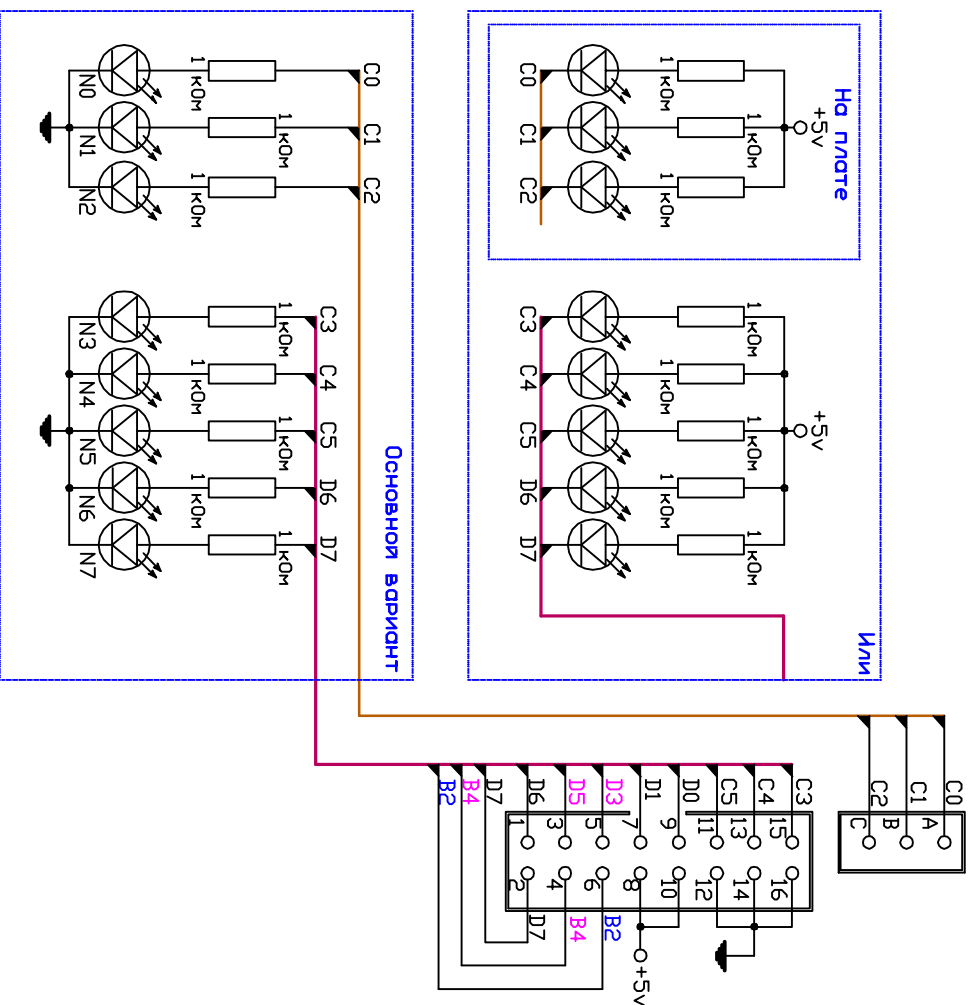 На плате
+5v
1 кОм
1 кОм
1 кОм
C0
C1
C2
+5v
1 кОм
1 кОм
1 кОм
1 кОм
1 кОм
C3
C4
C5
D6
D7
Или
Основной вариант
C0
C1
C2
1 кОм
1 кОм
1 кОм
N0
N1
N2
C3
C4
C5
D6
D7
1 кОм
1 кОм
1 кОм
1 кОм
1 кОм
N3
N4
N5
N6
N7
C0 A
C1 B
C2 C
C3 15 16
C4 13 14
C5 11 12
D0 9 10
D1 7 8 +5v
D3 5 6 B2
D5 3 4 B4
D6 1 2 D7
D7
B4
B2